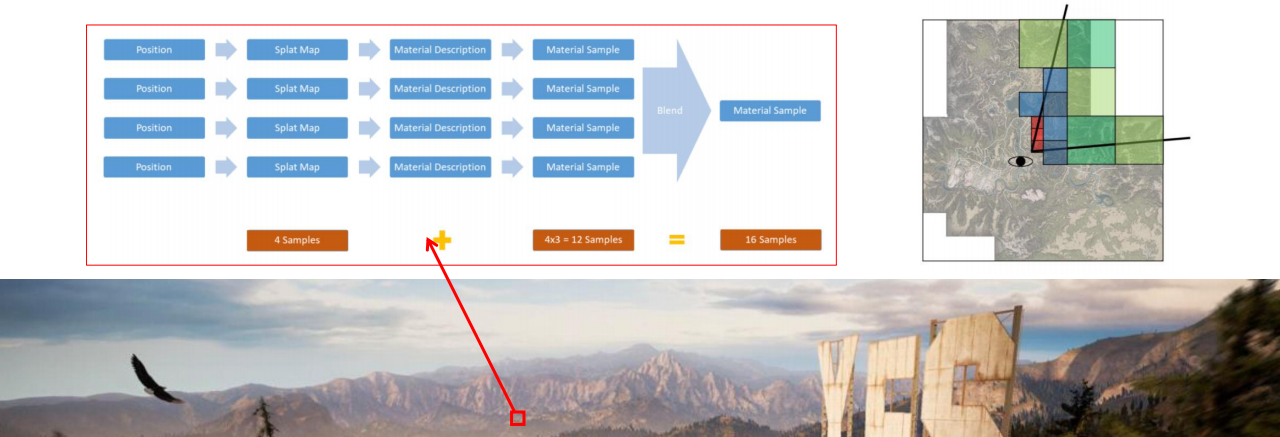 Position Splat Map Material Description Material Sample
Position Splat Map Material Description Material Sample
Blend Material Sample
Position Splat Map Material Description Material Sample
Position Splat Map Material Description Material Sample
4 Samples + 4x3 = 12 Samples = 16 Samples
YES